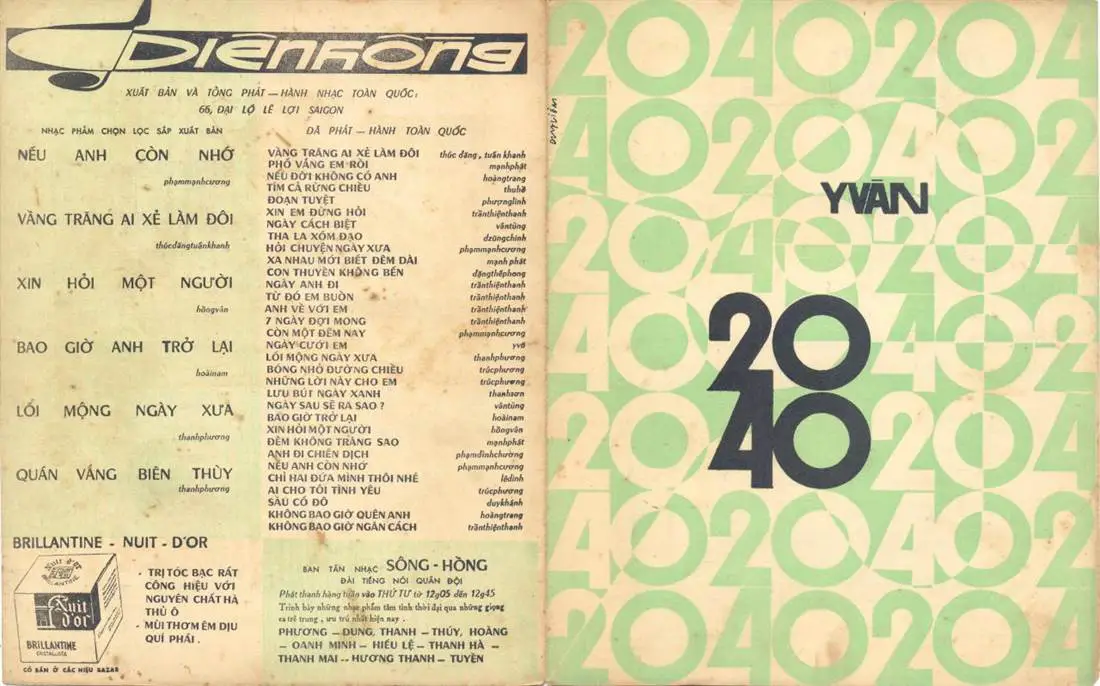 DIÊNHỒNG
XUẤT BẢN VÀ TỔNG PHÁT — HÀNH NHẠC TOÀN QUỐC:
66, ĐẠI LỘ LÊ LỢI SAIGON
NHẠC PHẨM CHỌN LỌC SẮP XUẤT BẢN
NẾU ANH CÒN NHỚ
phạmmạnhcương
VÀNG TRĂNG AI XẺ LÀM ĐÔI
thúcđăngtuấnkhanh
XIN HỎI MỘT NGƯỜI
hồngvân
BAO GIỜ ANH TRỞ LẠI
hoàinam
LỐI MỘNG NGÀY XƯA
thanhphương
QUÁN VẮNG BIÊN THÙY
thanhphương
ĐÃ PHÁT — HÀNH TOÀN QUỐC
VÀNG TRĂNG AI XẺ LÀM ĐÔI thúc đăng, tuấn khanh
PHỐ VẮNG EM RỒI mạnhphát
NẾU ĐỜI KHÔNG CÓ ANH hoàngtrang
TÍM CẢ RỪNG CHIỀU thuhồ
ĐOẠN TUYỆT phượnglinh
XIN EM ĐỪNG HỎI trầnthiệnthanh
NGÀY CÁCH BIỆT văntùng
THA LA XÓM ĐẠO dzũngchinh
HỎI CHUYỆN NGÀY XƯA phạmmạnhcương
XA NHAU MỚI BIẾT ĐÊM DÀI mạnh phát
CON THUYỀN KHÔNG BẾN đặngthếphong
NGÀY ANH ĐI trầnthiệnthanh
TỪ ĐÓ EM BUỒN trầnthiệnthanh
ANH VỀ VỚI EM trầnthiệnthanh
7 NGÀY ĐỢI MONG trầnthiệnthanh
CÒN MỘT ĐÊM NAY phạmmạnhcương
NGÀY CƯỚI EM yvũ
LỐI MỘNG NGÀY XƯA thanhphương
BÓNG NHỎ ĐƯỜNG CHIỀU trúcphương
NHỮNG LỜI NÀY CHO EM trúcphương
LƯU BÚT NGÀY XANH thanhsơn
NGÀY SAU SẼ RA SAO ? văntùng
BAO GIỜ TRỞ LẠI hoàinam
XIN HỎI MỘT NGƯỜI hồngvân
ĐÊM KHÔNG TRĂNG SAO mạnhphát
ANH ĐI CHIẾN DỊCH phạmđìnhchương
NẾU ANH CÒN NHỚ phạmmạnhcương
CHỈ HAI ĐỨA MÌNH THÔI NHÉ lêdinh
AI CHO TÔI TÌNH YÊU trúcphương
SẦU CỐ ĐÔ duykhánh
KHÔNG BAO GIỜ QUÊN ANH hoàngtrang
KHÔNG BAO GIỜ NGĂN CÁCH trầnthiệnthanh
BRILLANTINE - NUIT - D'OR
• TRỊ TÓC BẠC RẤT
CÔNG HIỆU VỚI
NGUYÊN CHẤT HÀ
THỦ Ô
• MÙI THƠM ÊM DỊU
QUÍ PHÁI.
Nuit d'or
BRILLANTINE
Nuit
d'or
BRILLANTINE
CRISTALLISÉE
CÓ BÁN Ở CÁC HIỆU BAZAR
BAN TÂN NHẠC SÔNG - HỒNG
ĐÀI TIẾNG NÓI QUÂN ĐỘI
Phát thanh hàng tuần vào THỨ TƯ từ 12g05 đến 12g45
Trình bày những nhạc phẩm tâm tình thời đại qua những giọng
ca trẻ trung, ưu tú nhất hiện nay.
PHƯƠNG - DUNG, THANH - THÚY, HOÀNG
- OANH MINH - HIẾU LỆ - THANH HÀ -
THANH MAI - - HƯƠNG THANH - TUYỀN
YVÂN
20
40